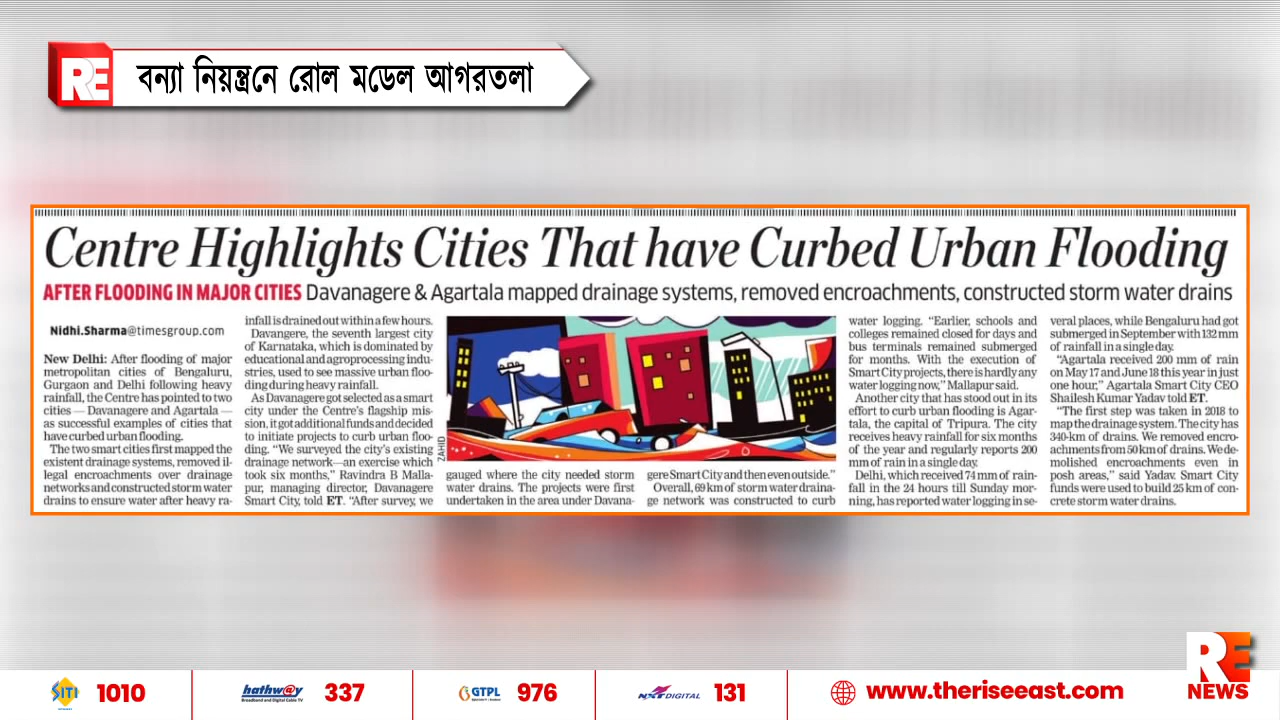 RE
বন্যা নিয়ন্ত্রনে রোল মডেল আগরতলা
Centre Highlights Cities That have Curbed Urban Flooding
AFTER FLOODING IN MAJOR CITIES Davanagere & Agartala mapped drainage systems, removed encroachments, constructed storm water drains
Nidhi.Sharma@timesgroup.com
New Delhi: After flooding of major
metropolitan cities of Bengaluru,
Gurgaon and Delhi following heavy
rainfall, the Centre has pointed to two
cities — Davanagere and Agartala —
as successful examples of cities that
have curbed urban flooding.
The two smart cities first mapped the
existent drainage systems, removed il-
legal encroachments over drainage
networks and constructed storm water
drains to ensure water after heavy ra-
infall is drained out within a few hours.
Davangere, the seventh largest city
of Karnataka, which is dominated by
educational and agroprocessing indu-
stries, used to see massive urban floo-
ding during heavy rainfall.
As Davangere got selected as a smart
city under the Centre's flagship mis-
sion, it got additional funds and decided
to initiate projects to curb urban floo-
ding. “We surveyed the city's existing
drainage network—an exercise which
took six months,” Ravindra B Malla-
pur, managing director, Davangere
Smart City, told ET. “After survey, we
ZAHID
gauged where the city needed storm
water drains. The projects were first
undertaken in the area under Davana-
gere Smart City and then even outside.”
Overall, 69 km of storm water draina-
ge network was constructed to curb
water logging. “Earlier, schools and
colleges remained closed for days and
bus terminals remained submerged
for months. With the execution of
Smart City projects, there is hardly any
water logging now,” Mallapur said.
Another city that has stood out in its
effort to curb urban flooding is Agar-
tala, the capital of Tripura. The city
receives heavy rainfall for six months
of the year and regularly reports 200
mm of rain in a single day.
Delhi, which received 74 mm of rain-
fall in the 24 hours till Sunday mor-
ning, has reported water logging in se-
veral places, while Bengaluru had got
submerged in September with 132 mm
of rainfall in a single day.
“Agartala received 200 mm of rain
on May 17 and June 18 this year in just
one hour,” Agartala Smart City CEO
Shailesh Kumar Yadav told ET.
“The first step was taken in 2018 to
map the drainage system. The city has
340-km of drains. We removed encro-
achments from 50 km of drains. We de-
molished encroachments even in
posh areas,” said Yadav. Smart City
funds were used to build 25 km of con-
crete storm water drains.
RE
NEWS
SITI 1010
hathw@y 337
Broadband and Digital Cable TV
GTPL 976
NXT DIGITAL 131
www.theriseeast.com